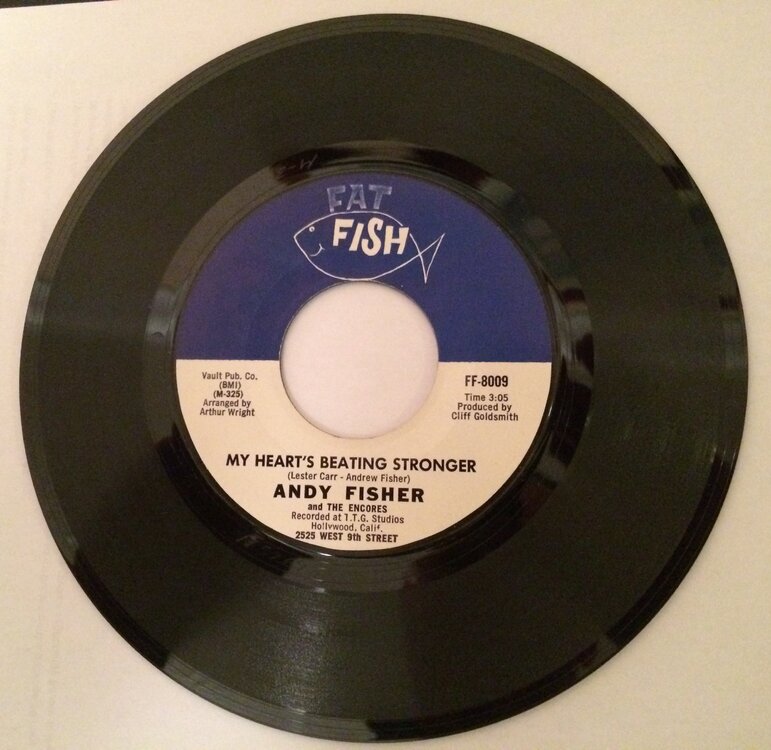 FAT
FISH
Vault Pub. Co.
(BMI)
(M-325)
Arranged by
Arthur Wright
FF-8009
Time 3:05
Produced by
Cliff Goldsmith
MY HEART'S BEATING STRONGER
(Lester Carr - Andrew Fisher)
ANDY FISHER
and THE ENCORES
Recorded at T.T.G. Studios
Hollywood, Calif.
2525 WEST 9th STREET